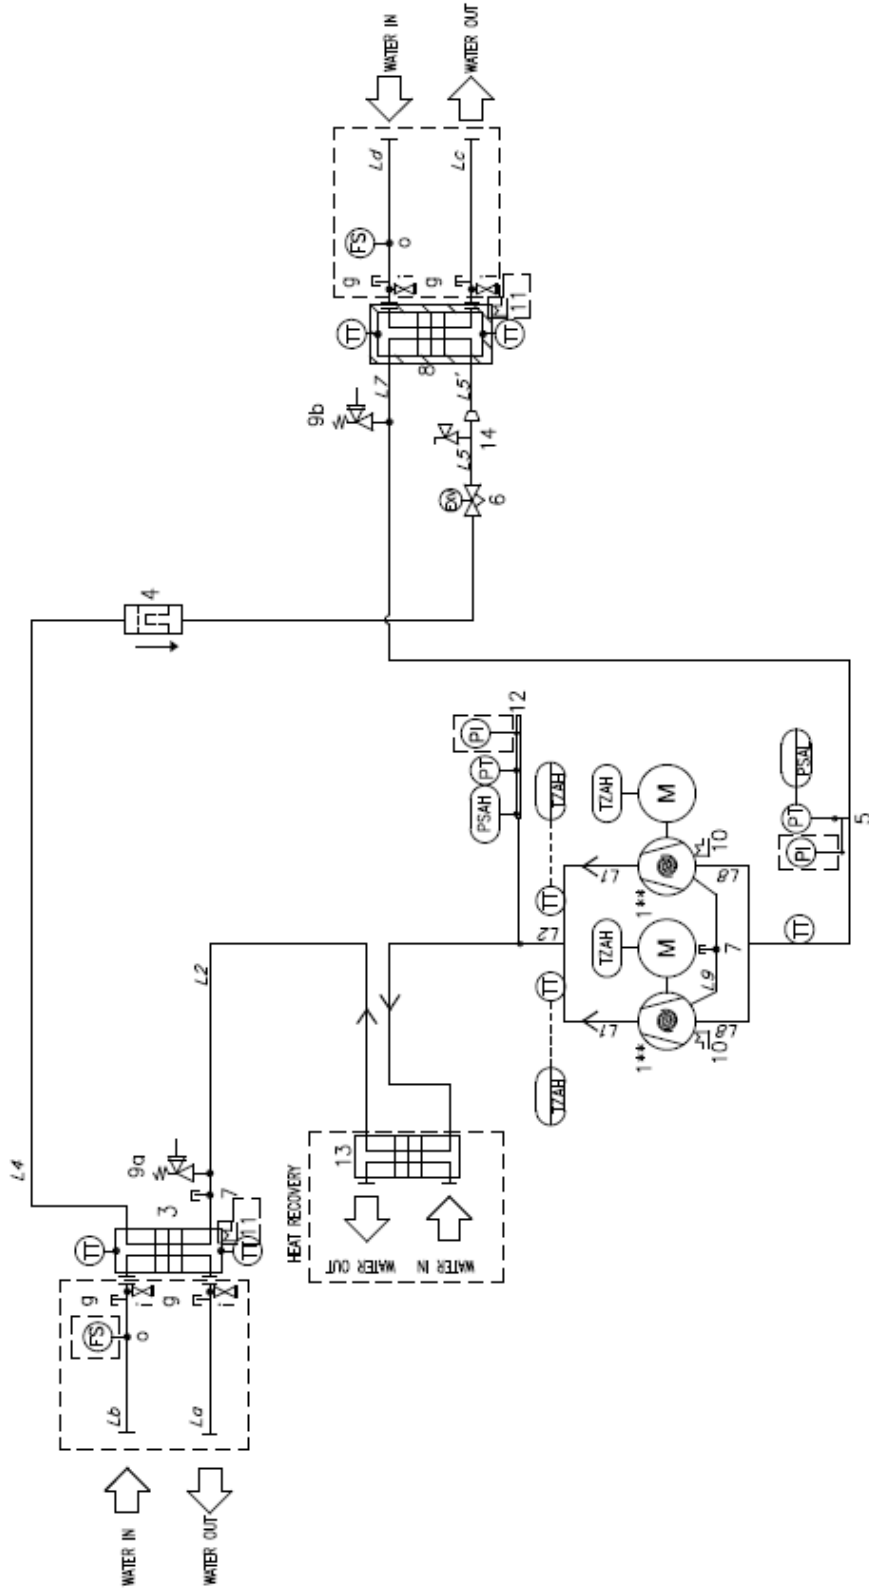 WATER IN
WATER OUT
Ld
Lc
FS
o
g
i
g
i
TT
TT
11
8
L7
L5'
9b
14
L5
EXV
6
4
12
PI
PT
PSAH
TZAH
TZAH
M
PSAL
PT
PI
5
10
L1
L8
1**
TT
L2
TZAH
M
7
L9
TT
TT
L1
L8
1**
10
TZAH
L2
L4
HEAT RECOVERY
13
WATER OUT
WATER IN
9a
7
3
TT
TT
11
g
i
g
i
FS
o
Lb
La
WATER IN
WATER OUT